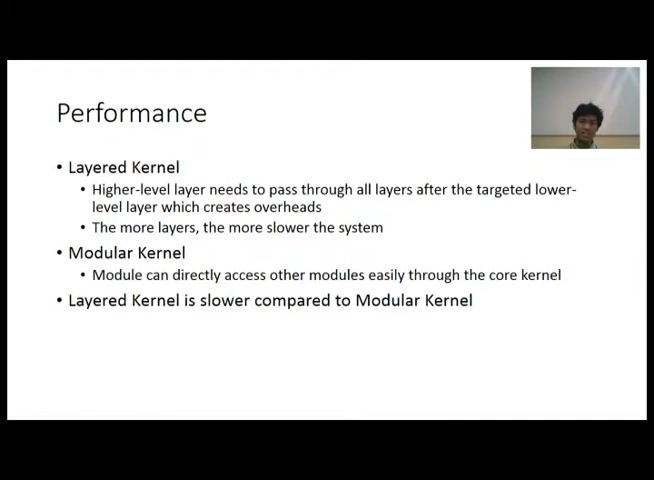 Performance
• Layered Kernel
• Higher-level layer needs to pass through all layers after the targeted lower-
level layer which creates overheads
• The more layers, the more slower the system
• Modular Kernel
• Module can directly access other modules easily through the core kernel
• Layered Kernel is slower compared to Modular Kernel